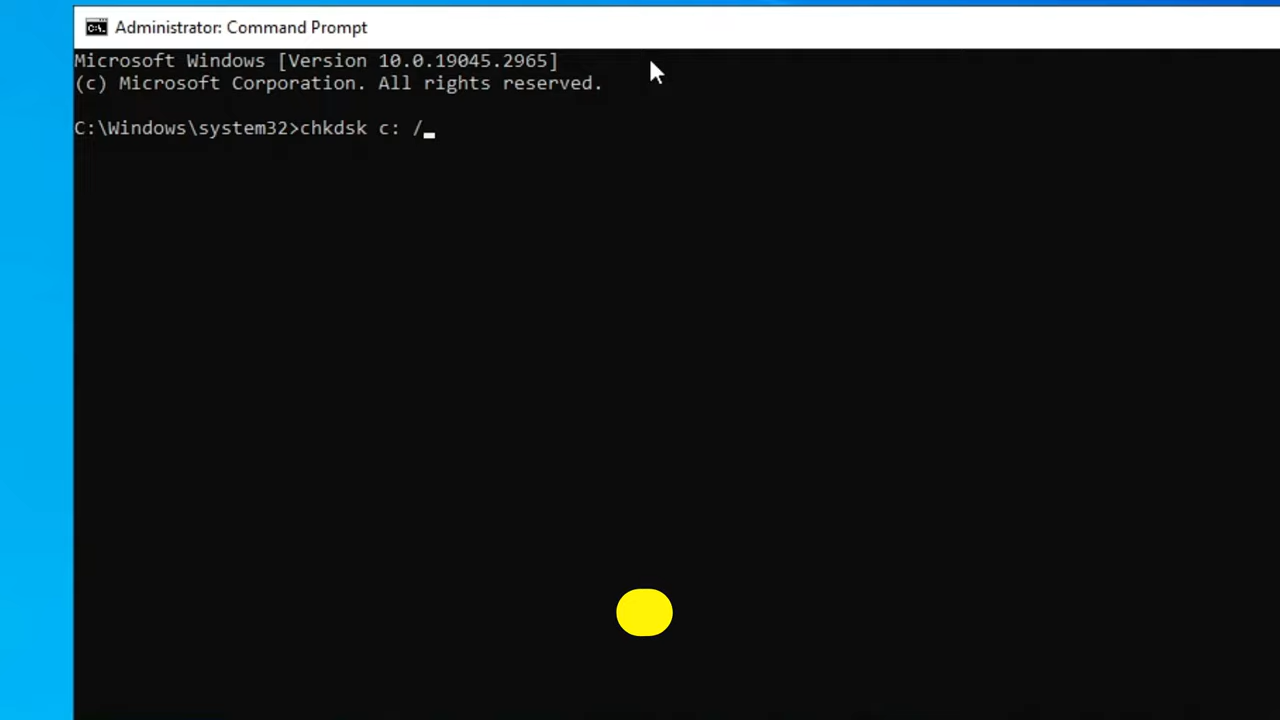 Administrator: Command Prompt
Microsoft Windows [Version 10.0.19045.2965]
(c) Microsoft Corporation. All rights reserved.
C:\Windows\system32>chkdsk c: /